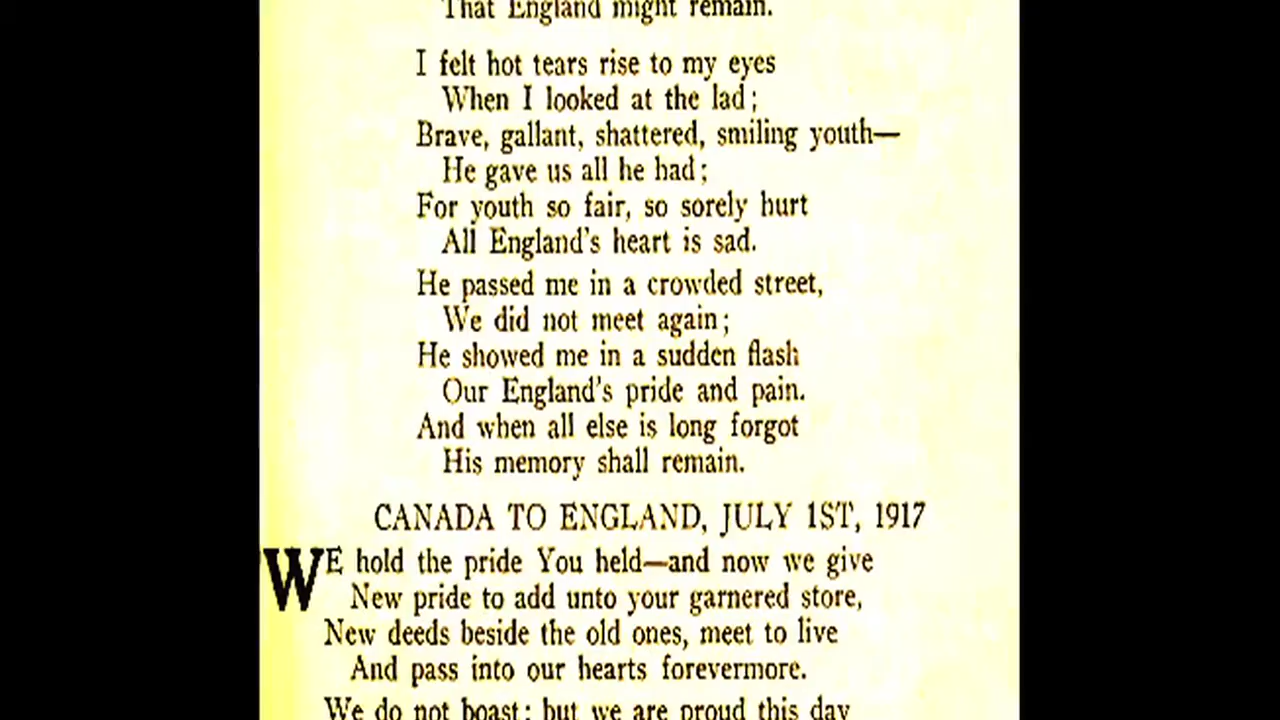 That England might remain.
I felt hot tears rise to my eyes
When I looked at the lad;
Brave, gallant, shattered, smiling youth—
He gave us all he had;
For youth so fair, so sorely hurt
All England's heart is sad.
He passed me in a crowded street,
We did not meet again;
He showed me in a sudden flash
Our England's pride and pain.
And when all else is long forgot
His memory shall remain.
CANADA TO ENGLAND, JULY 1ST, 1917
WE hold the pride You held—and now we give
New pride to add unto your garnered store,
New deeds beside the old ones, meet to live
And pass into our hearts forevermore.
We do not boast; but we are proud this day